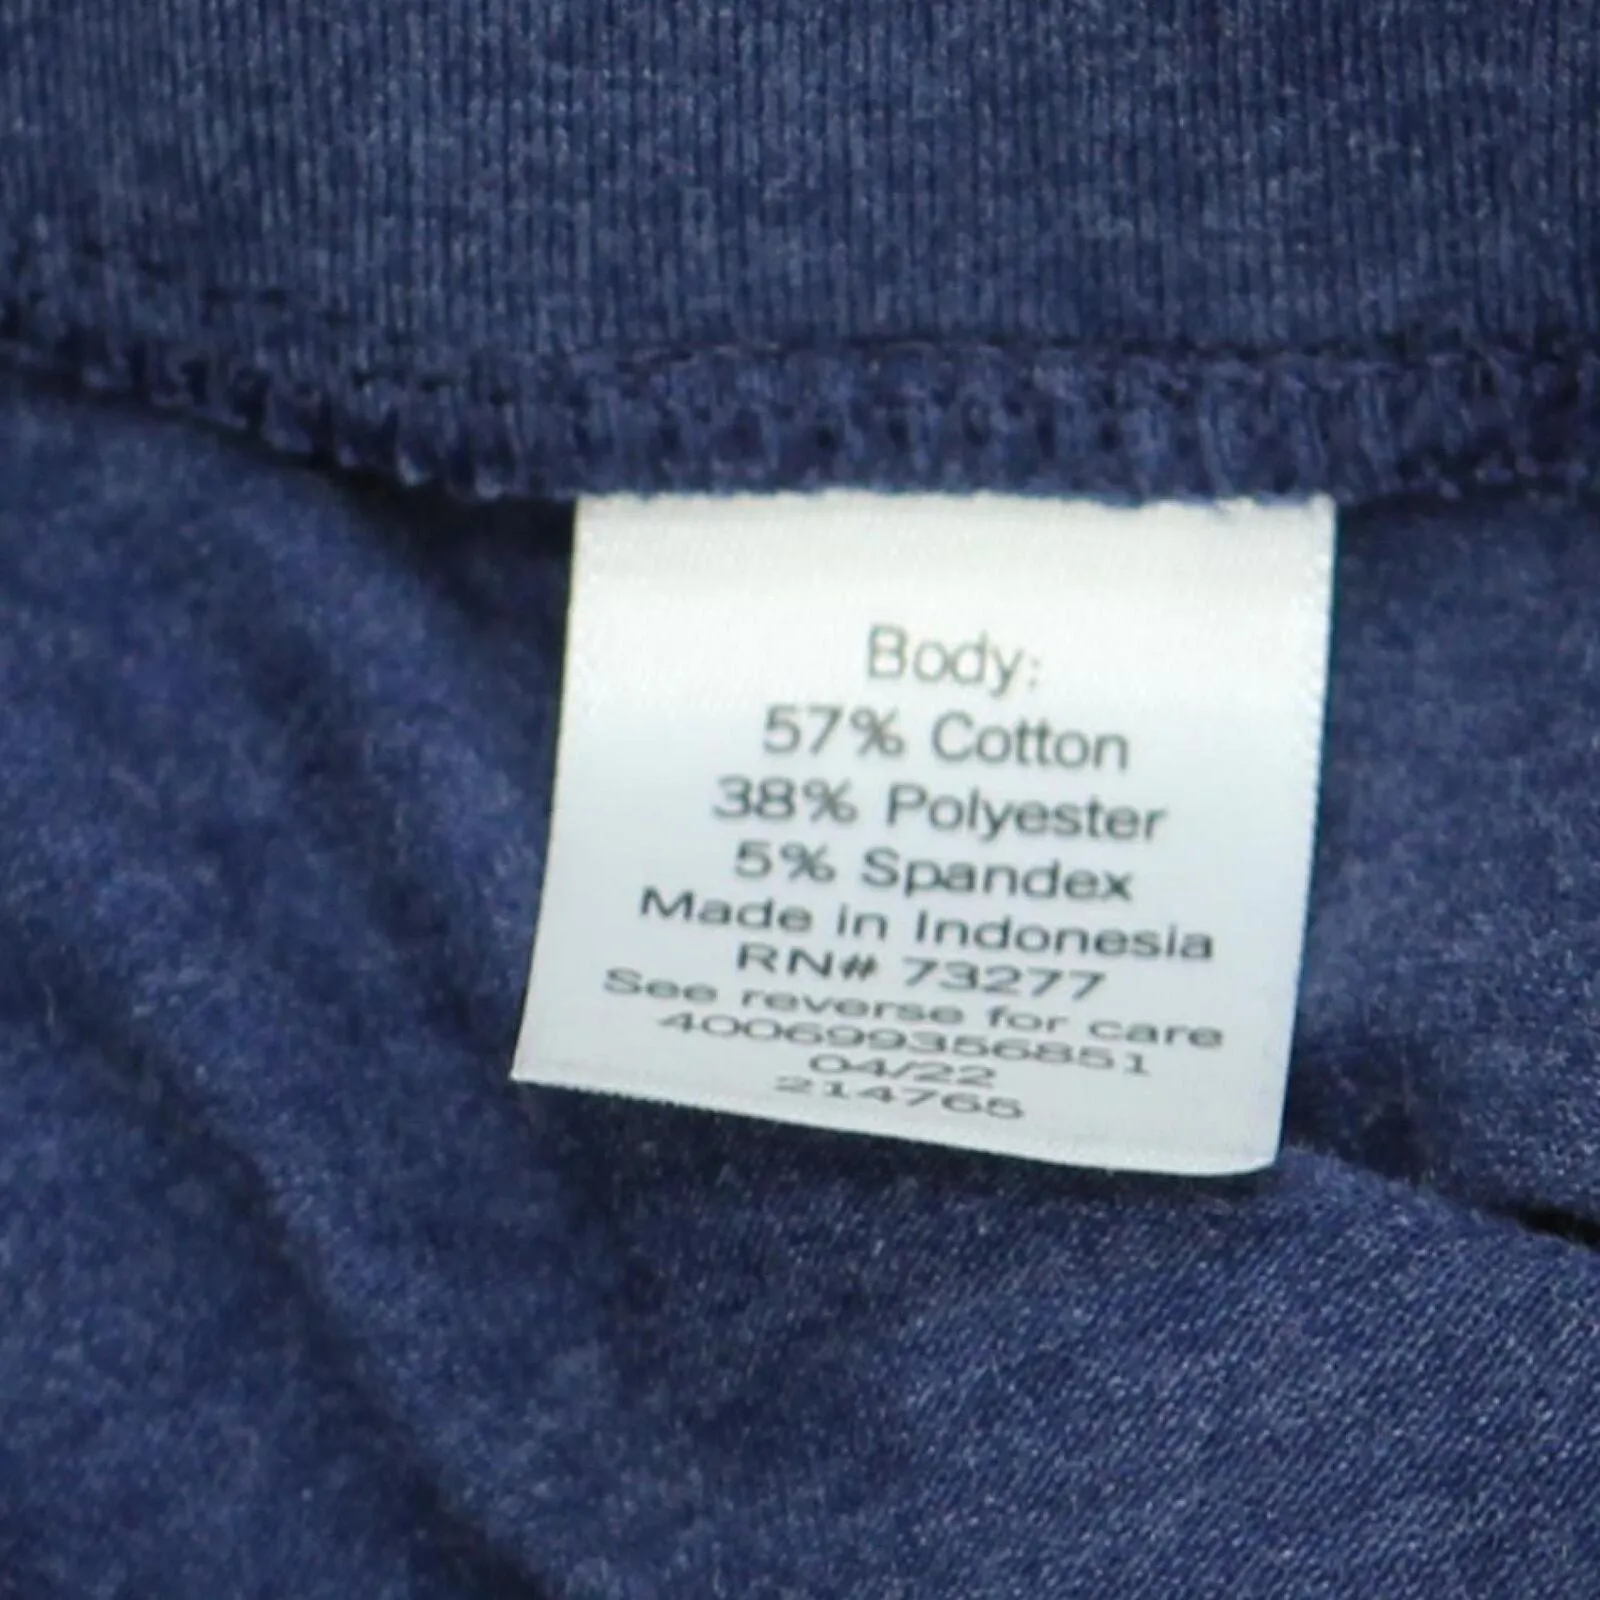 Body:
57% Cotton
38% Polyester
5% Spandex
Made in Indonesia
RN# 73277
See reverse for care
400699356851
04/22
214765